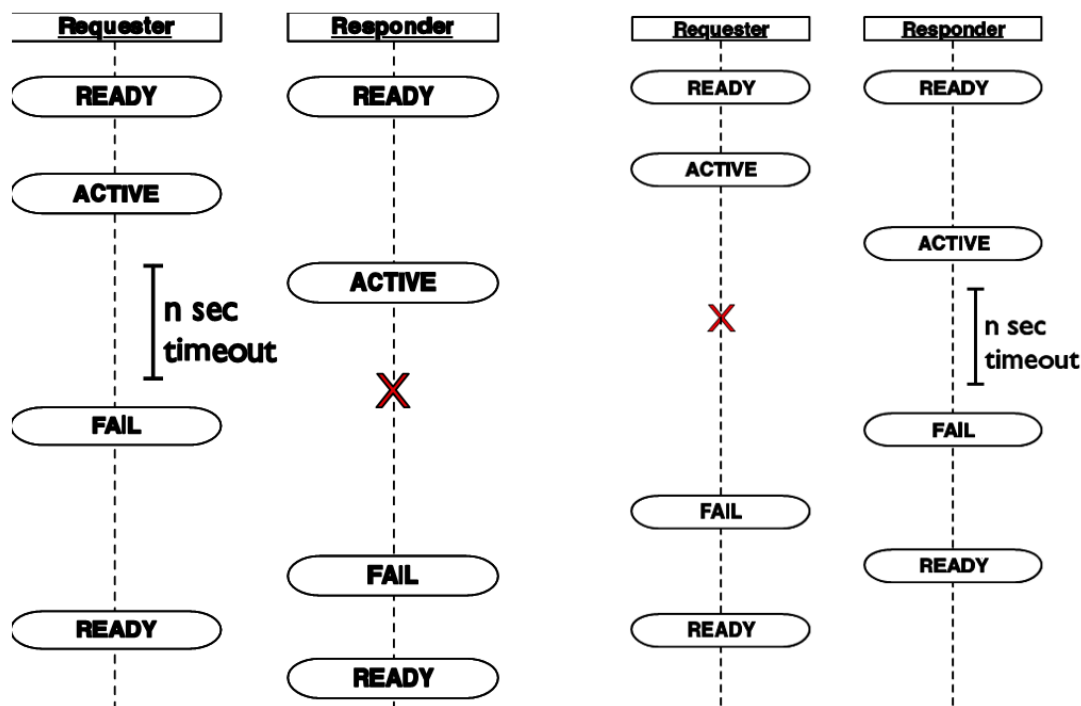 Requester Responder
READY READY
ACTIVE
ACTIVE
n sec
timeout
FAIL
FAIL
READY
READY
Requester Responder
READY READY
ACTIVE
ACTIVE
n sec
timeout
FAIL
FAIL
READY
READY